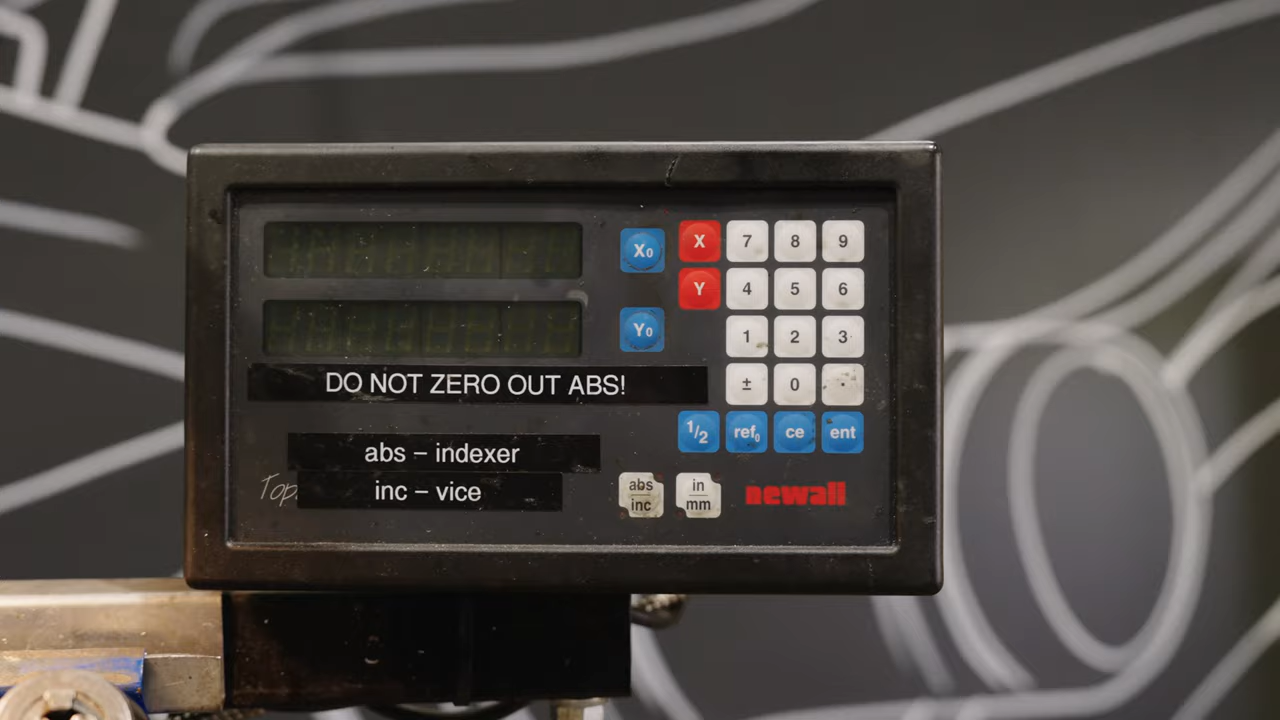 X0 X 7 8 9
Y 4 5 6
Y0 1 2 3
DO NOT ZERO OUT ABS! ± 0 .
1/2 ref0 ce ent
abs – indexer
Top. inc – vice abs inc in mm newall